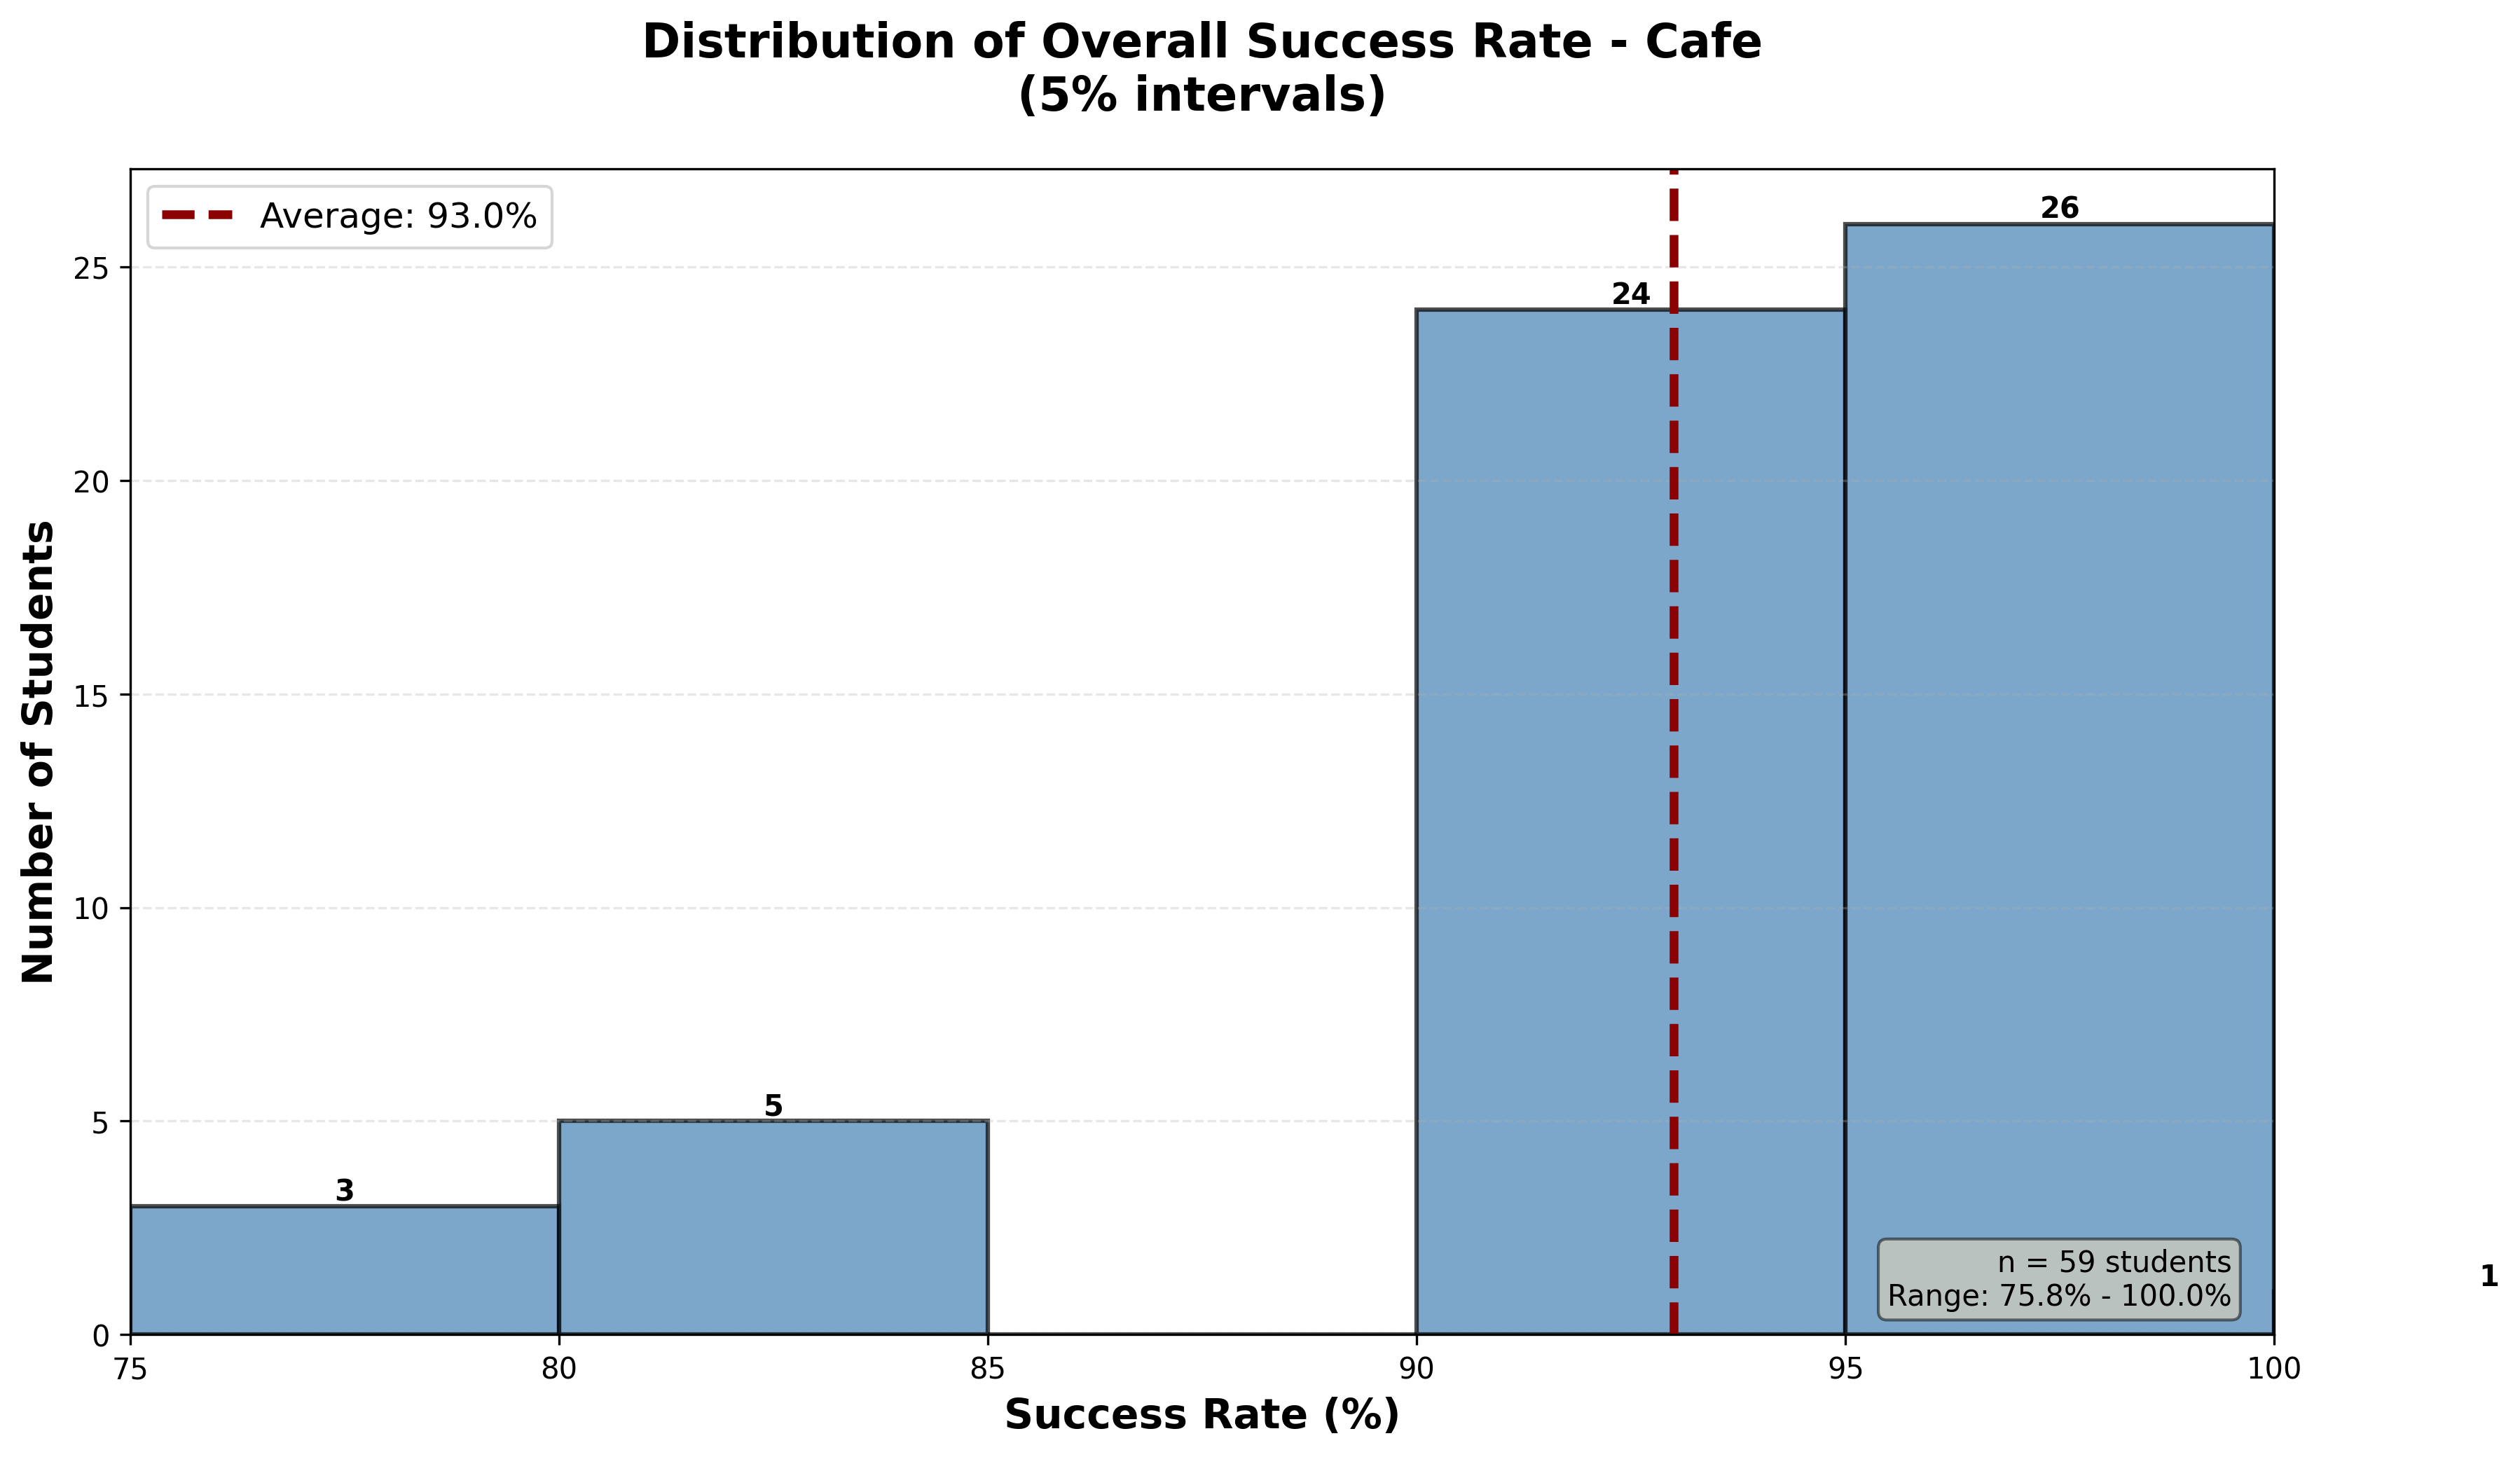 Distribution of Overall Success Rate - Cafe
(5% intervals)
Average: 93.0%
26
25
24
20
15
10
5
5
3
1
0
n = 59 students
Range: 75.8% - 100.0%
75 80 85 90 95 100
Number of Students
Success Rate (%)